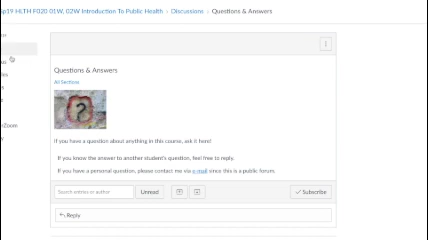 sp19 HLTH F020 01W, 02W Introduction To Public Health › Discussions › Questions & Answers
Questions & Answers
All Sections
?
If you have a question about anything in this course, ask it here!
If you know the answer to another student's question, feel free to reply.
If you have a personal question, please contact me via e-mail since this is a public forum.
Search entries or author Unread ✓ Subscribe
Reply